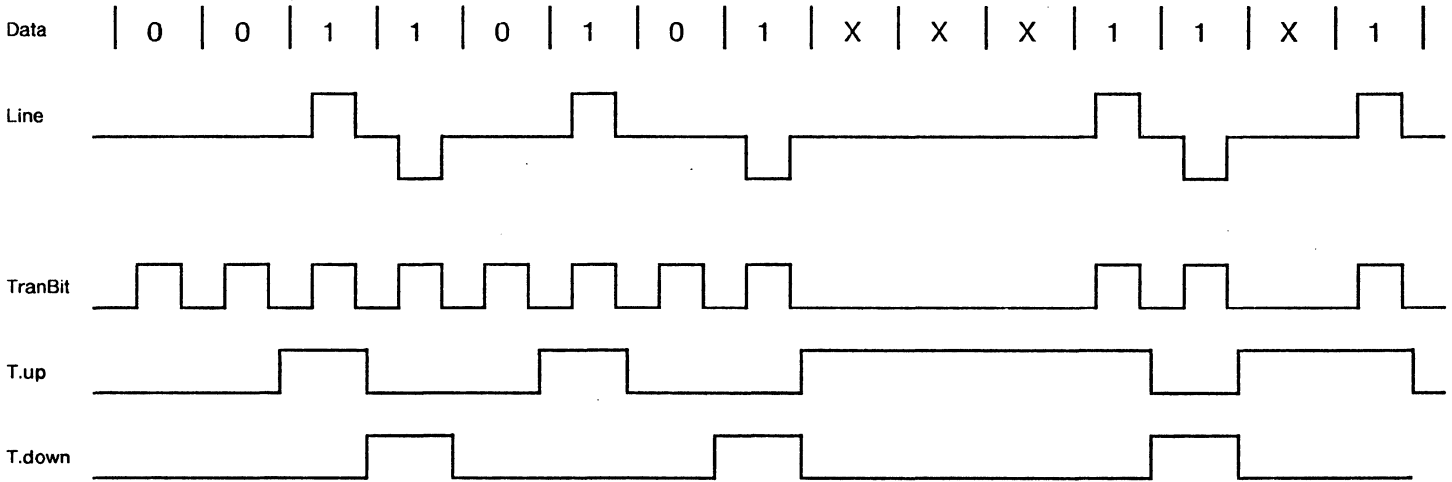 Data | 0 | 0 | 1 | 1 | 0 | 1 | 0 | 1 | X | X | X | 1 | 1 | X | 1 |
Line
TranBit
T.up
T.down